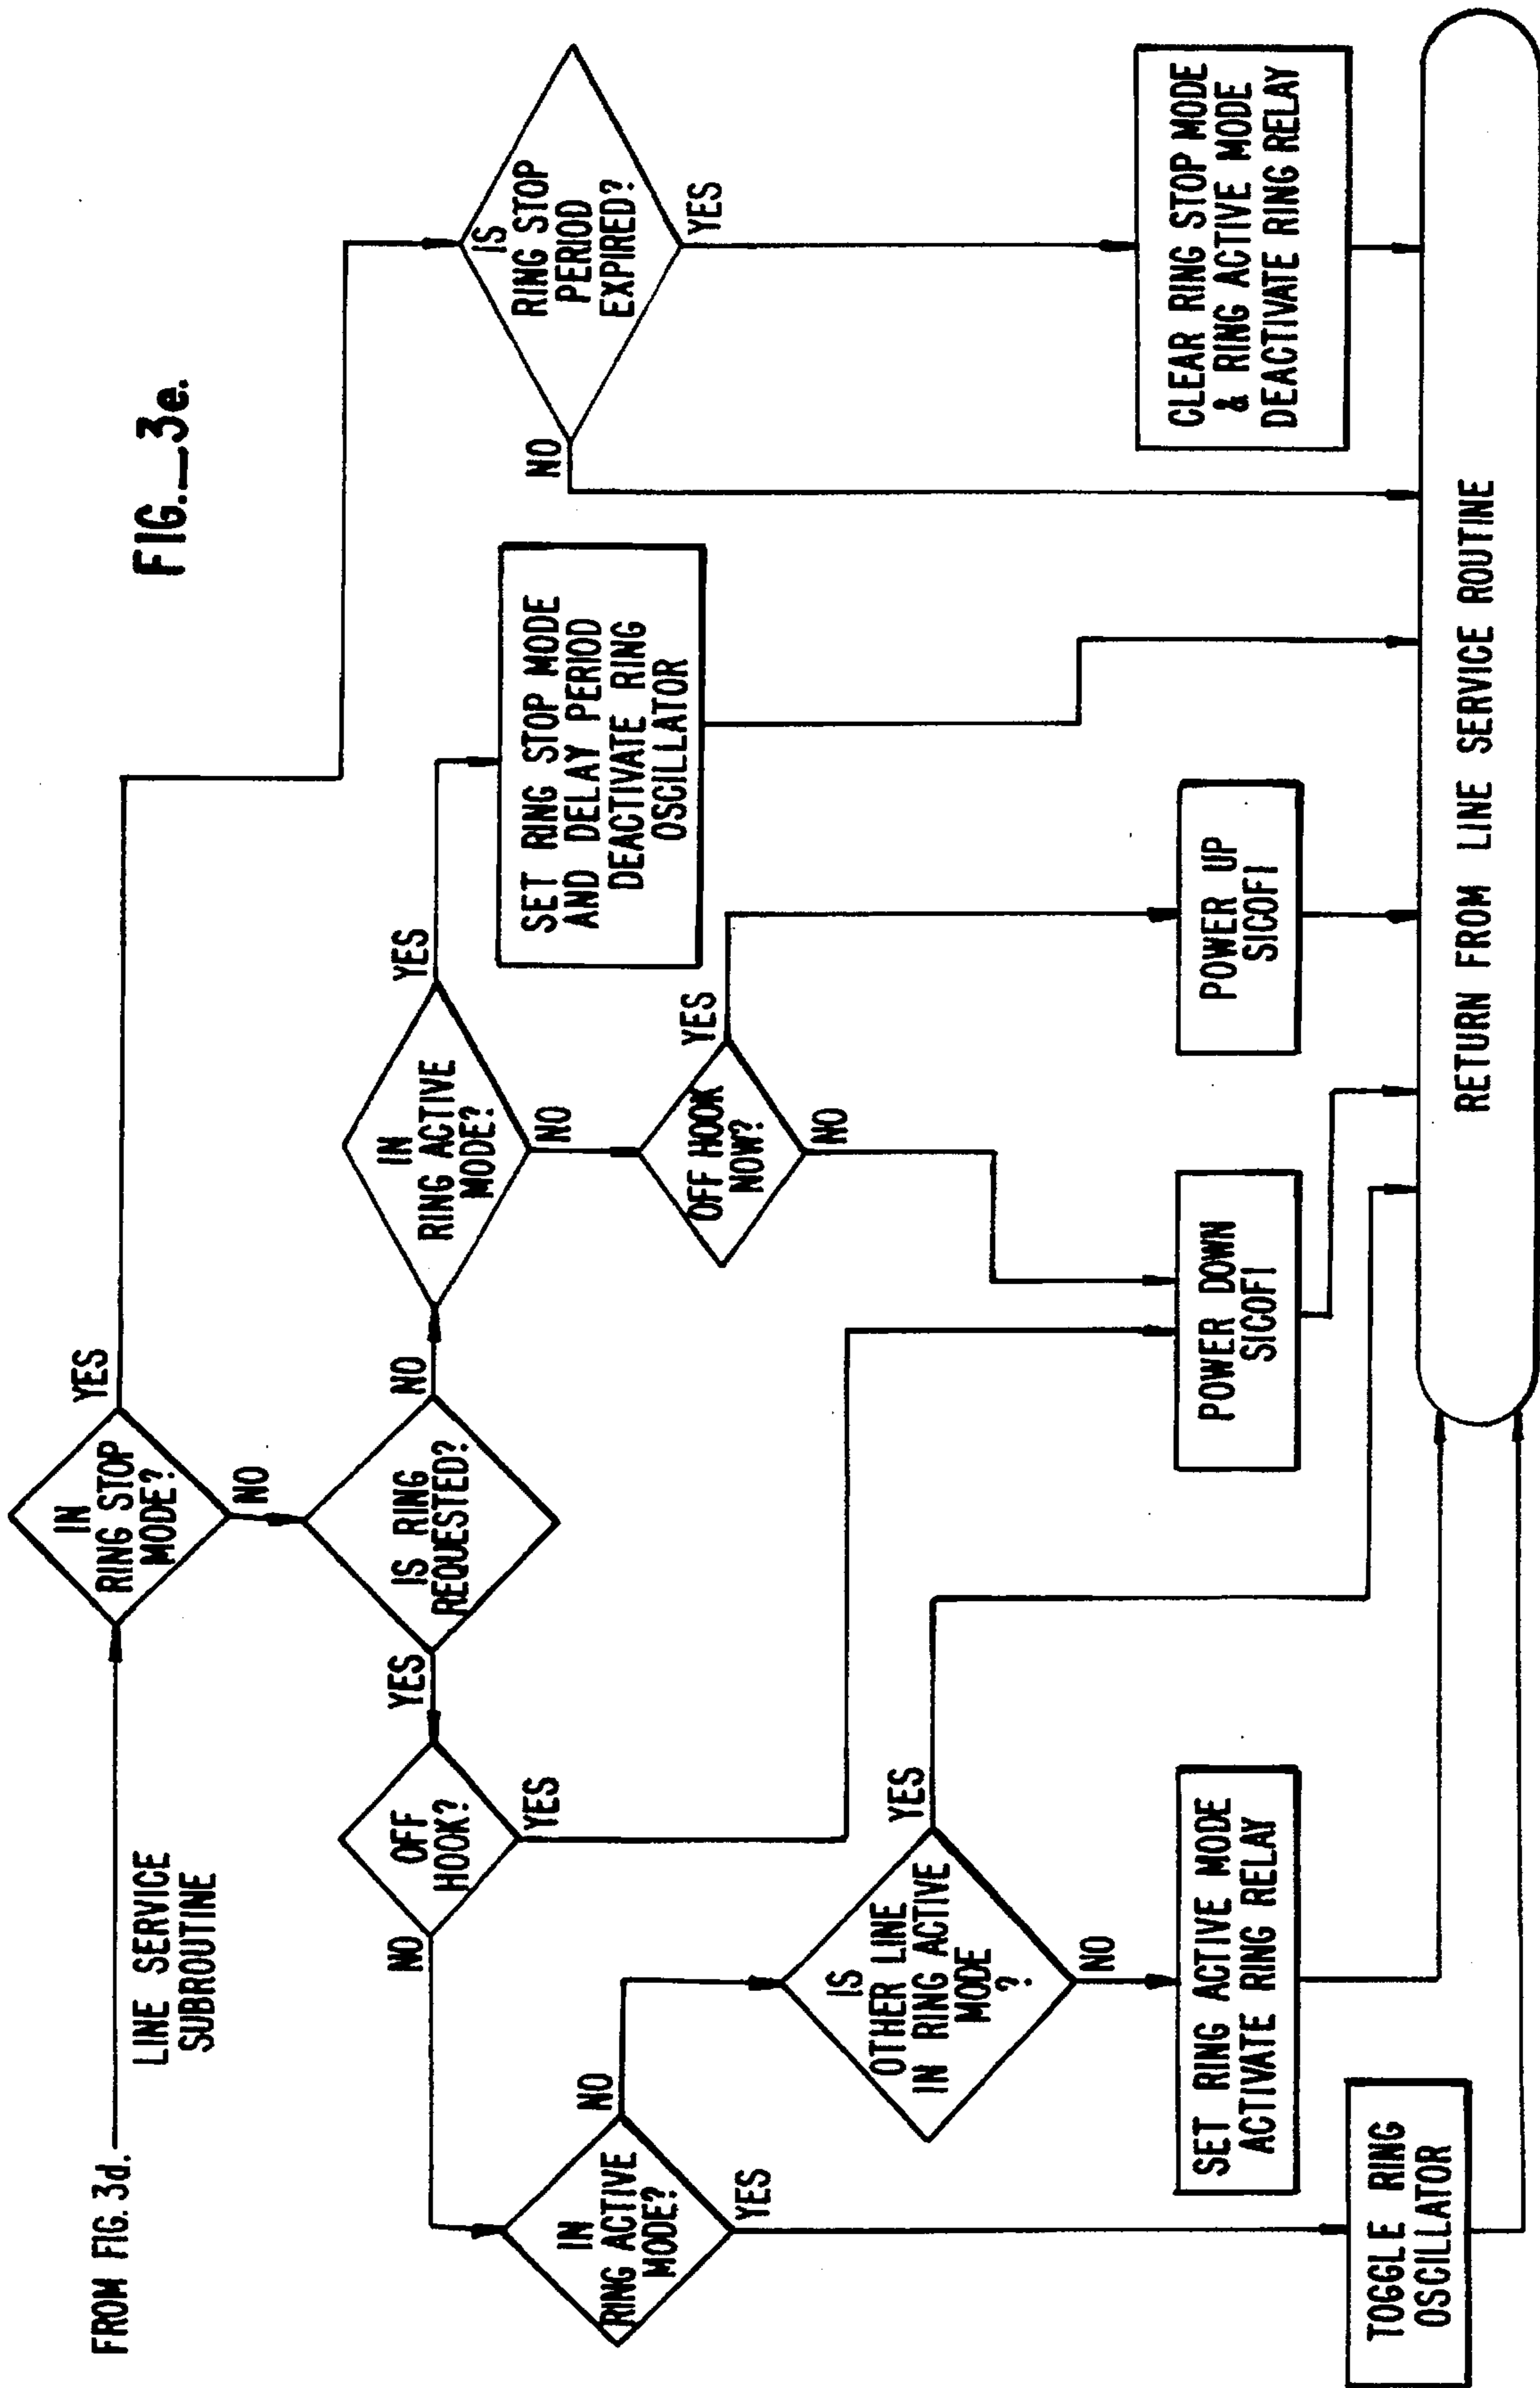 FIG._3e.
FROM FIG. 3d.
LINE SERVICE
SUBROUTINE
IN
RING STOP
MODE?
YES
NO
IS RING
REQUESTED?
YES
NO
OFF
HOOK?
NO
YES
IN
RING ACTIVE
MODE?
YES
NO
IS
RING STOP
PERIOD
EXPIRED?
NO
YES
IN
RING ACTIVE
MODE?
NO
YES
IS
OTHER LINE
IN RING ACTIVE
MODE
?
YES
NO
OFF HOOK
NOW?
YES
NO
SET RING STOP MODE
AND DELAY PERIOD
DEACTIVATE RING
OSCILLATOR
TOGGLE RING
OSCILLATOR
SET RING ACTIVE MODE
ACTIVATE RING RELAY
POWER DOWN
SICOFI
POWER UP
SICOFI
CLEAR RING STOP MODE
& RING ACTIVE MODE
DEACTIVATE RING RELAY
RETURN FROM LINE SERVICE ROUTINE